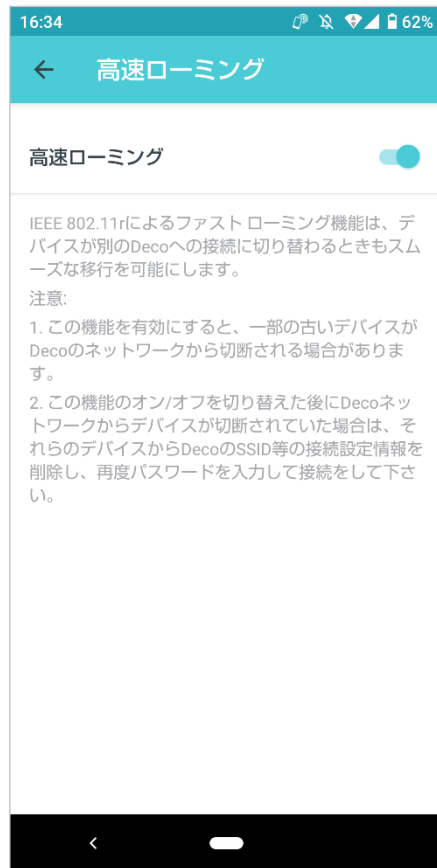 16:34
62%
高速ローミング
高速ローミング
IEEE 802.11rによるファスト ローミング機能は、デ
バイスが別のDecoへの接続に切り替わるときもスム
ーズな移行を可能にします。
注意:
1. この機能を有効にすると、一部の古いデバイスが
Decoのネットワークから切断される場合がありま
す。
2. この機能のオン/オフを切り替えた後にDecoネッ
トワークからデバイスが切断されていた場合は、そ
れらのデバイスからDecoのSSID等の接続設定情報を
削除し、再度パスワードを入力して接続をして下さ
い。